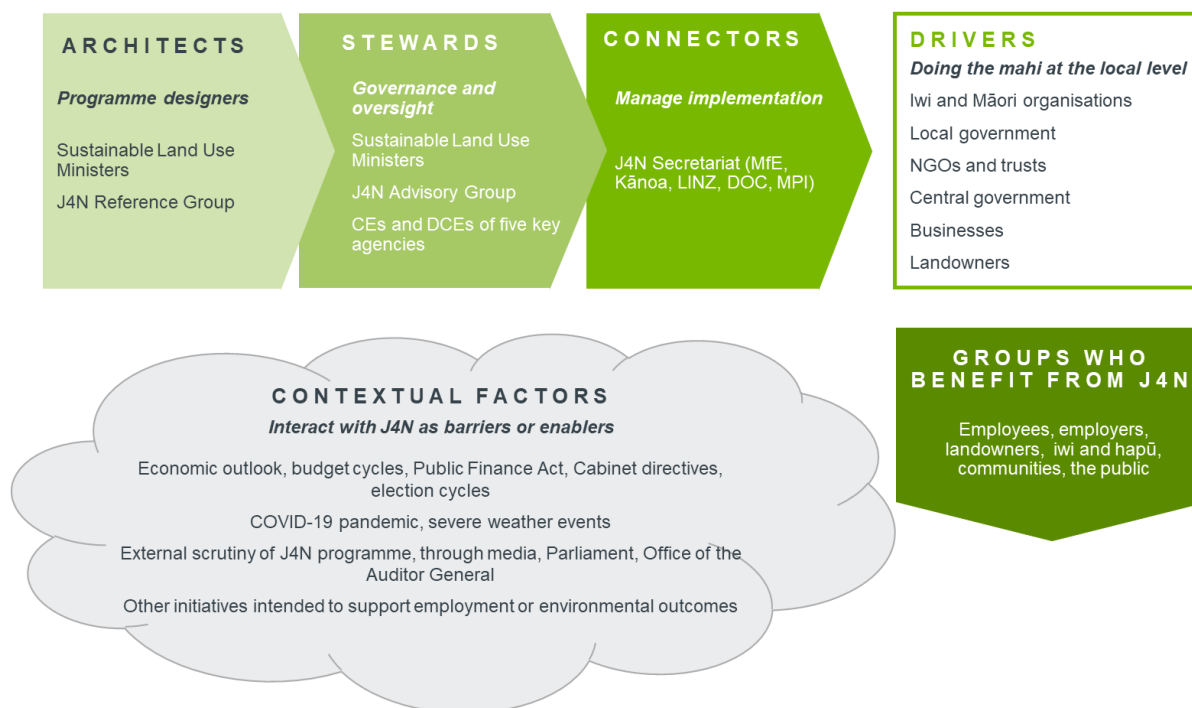 ARCHITECTS
Programme designers
Sustainable Land Use
Ministers
J4N Reference Group
STEWARDS
Governance and
oversight
Sustainable Land Use
Ministers
J4N Advisory Group
CEs and DCEs of five key
agencies
CONNECTORS
Manage implementation
J4N Secretariat (MfE,
Kānoa, LINZ, DOC, MPI)
DRIVERS
Doing the mahi at the local level
Iwi and Māori organisations
Local government
NGOs and trusts
Central government
Businesses
Landowners
CONTEXTUAL FACTORS
Interact with J4N as barriers or enablers
Economic outlook, budget cycles, Public Finance Act, Cabinet directives,
election cycles
COVID-19 pandemic, severe weather events
External scrutiny of J4N programme, through media, Parliament, Office of the
Auditor General
Other initiatives intended to support employment or environmental outcomes
GROUPS WHO
BENEFIT FROM J4N
Employees, employers,
landowners, iwi and hapū,
communities, the public